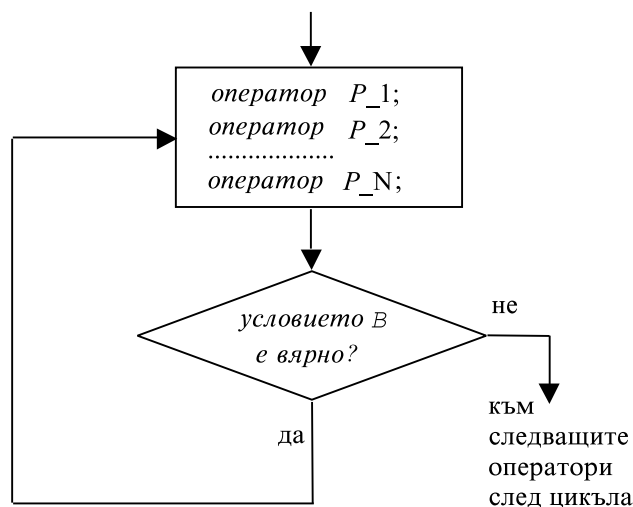 оператор P_1;
оператор P_2;
...................
оператор P_N;
условието B
е вярно?
не
да
към
следващите
оператори
след цикъла